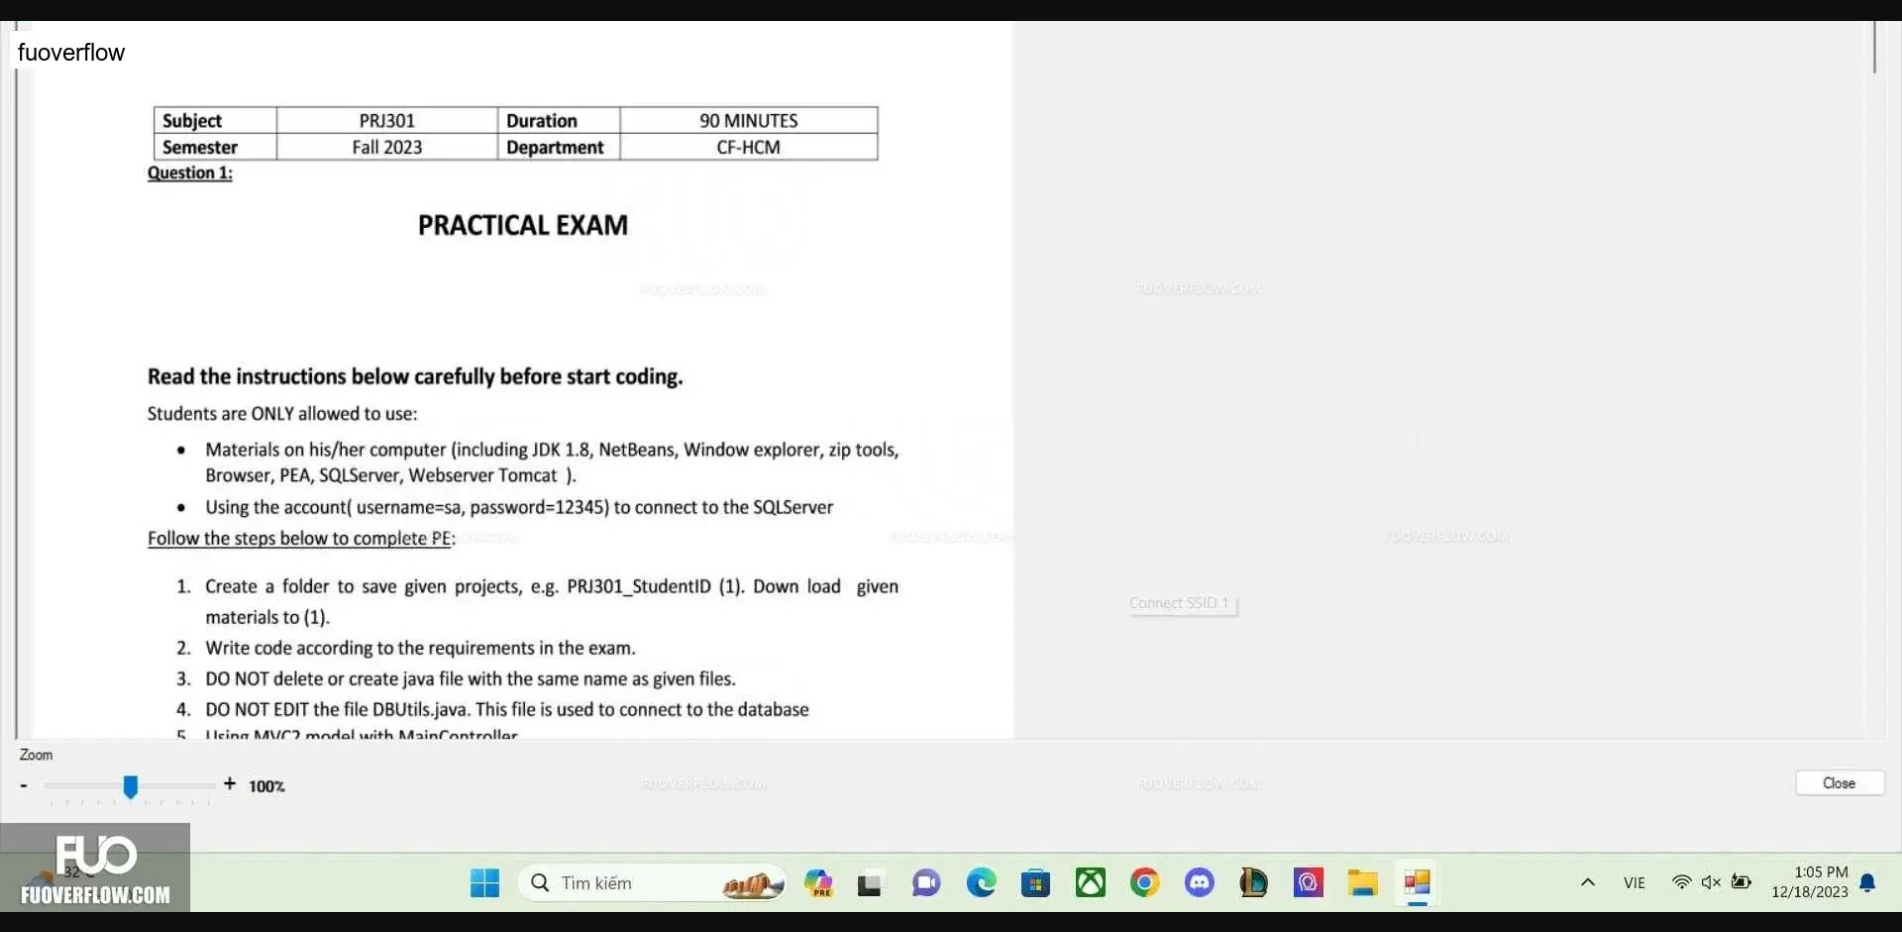 fuoverflow
Subject PRJ301 Duration 90 MINUTES
Semester Fall 2023 Department CF-HCM
Question 1:
PRACTICAL EXAM
FUOVERFLOW.COM FUOVERFLOW.COM
Read the instructions below carefully before start coding.
Students are ONLY allowed to use:
• Materials on his/her computer (including JDK 1.8, NetBeans, Window explorer, zip tools,
Browser, PEA, SQLServer, Webserver Tomcat ).
• Using the account( username=sa, password=12345) to connect to the SQLServer
Follow the steps below to complete PE:
FUOVERFLOW.COM FUOVERFLOW.COM
1. Create a folder to save given projects, e.g. PRJ301_StudentID (1). Down load given
materials to (1).
Connect SSID 1
2. Write code according to the requirements in the exam.
3. DO NOT delete or create java file with the same name as given files.
4. DO NOT EDIT the file DBUtils.java. This file is used to connect to the database
5. Using MVC2 model with MainController
Zoom
- + 100%
FUOVERFLOW.COM FUOVERFLOW.COM
Close
FUO
32°
FUOVERFLOW.COM
Tìm kiếm
PRE
VIE
1:05 PM
12/18/2023